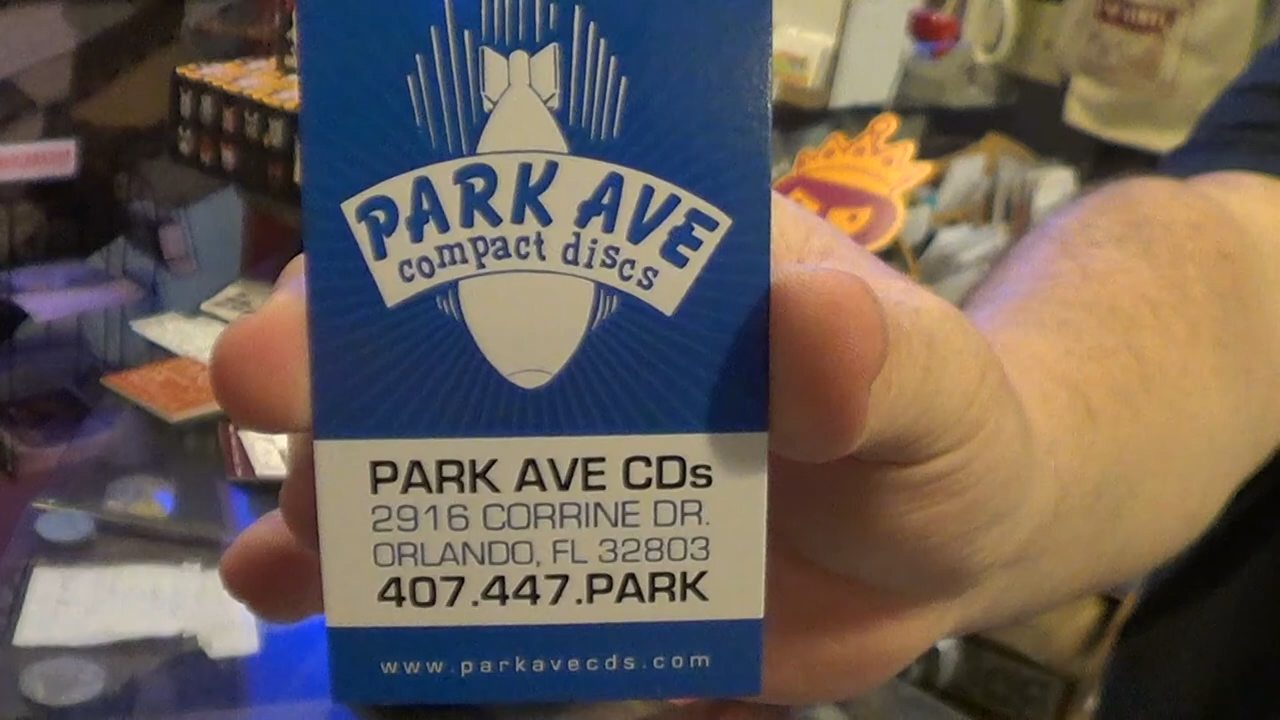 PARK AVE
compact discs
PARK AVE CDs
2916 CORRINE DR.
ORLANDO, FL 32803
407.447.PARK
www.parkavecds.com